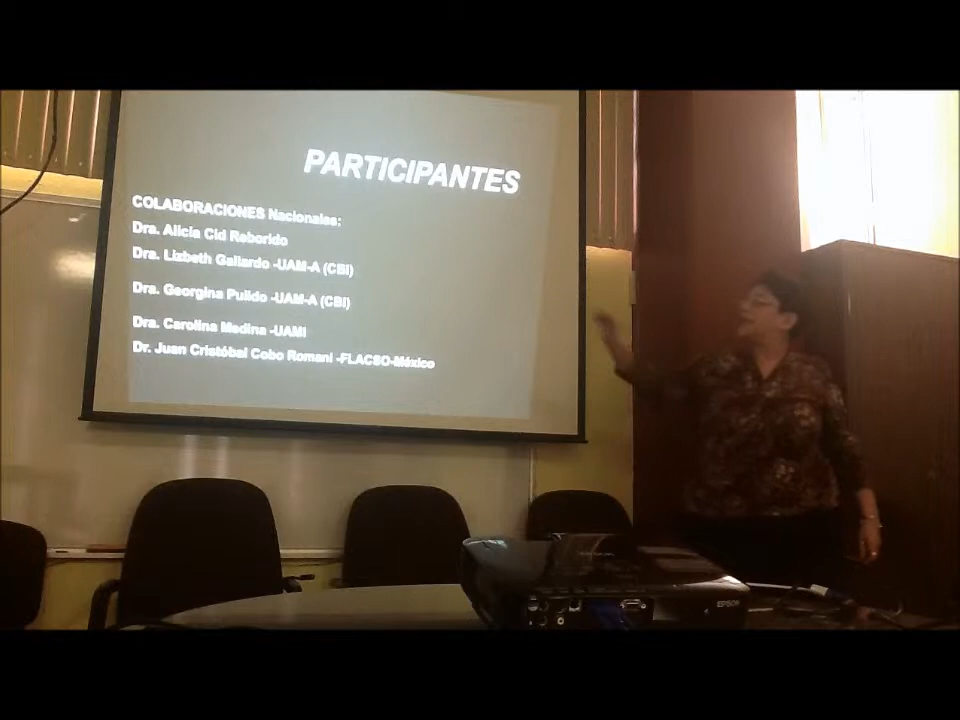 PARTICIPANTES
COLABORACIONES Nacionales:
Dra. Alicia Cid Reborido
Dra. Lizbeth Gallardo -UAM-A (CBI)
Dra. Georgina Pulido -UAM-A (CBI)
Dra. Carolina Medina -UAMI
Dr. Juan Cristóbal Cobo Romani -FLACSO-México
EPSON